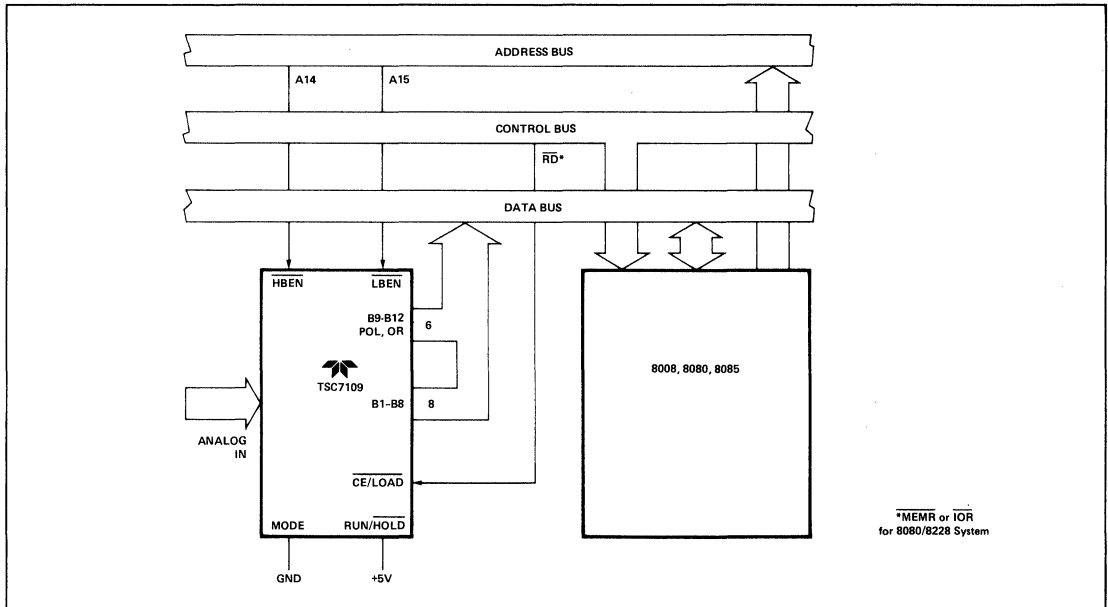 ADDRESS BUS
A14
A15
CONTROL BUS
RD*
DATA BUS
HBEN
LBEN
B9-B12
POL, OR
6
TSC7109
8008, 8080, 8085
B1-B8
8
ANALOG
IN
CE/LOAD
MODE
RUN/HOLD
*MEMR or IOR
for 8080/8228 System
GND
+5V